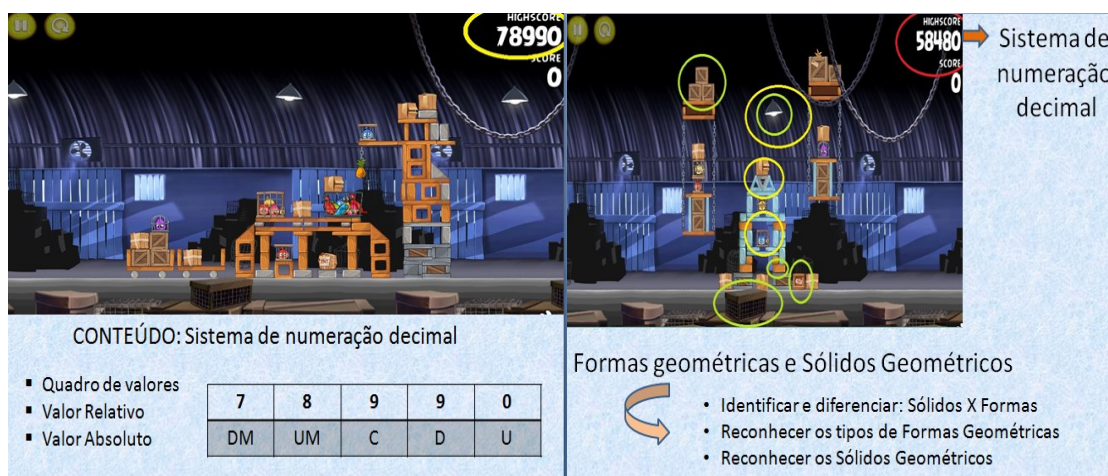 HIGHSCORE
78990
SCORE
0
CONTEÚDO: Sistema de numeração decimal
▪ Quadro de valores
▪ Valor Relativo
▪ Valor Absoluto
7 8 9 9 0
DM UM C D U
HIGHSCORE
58480
SCORE
0
Sistema de
numeração
decimal
Formas geométricas e Sólidos Geométricos
• Identificar e diferenciar: Sólidos X Formas
• Reconhecer os tipos de Formas Geométricas
• Reconhecer os Sólidos Geométricos